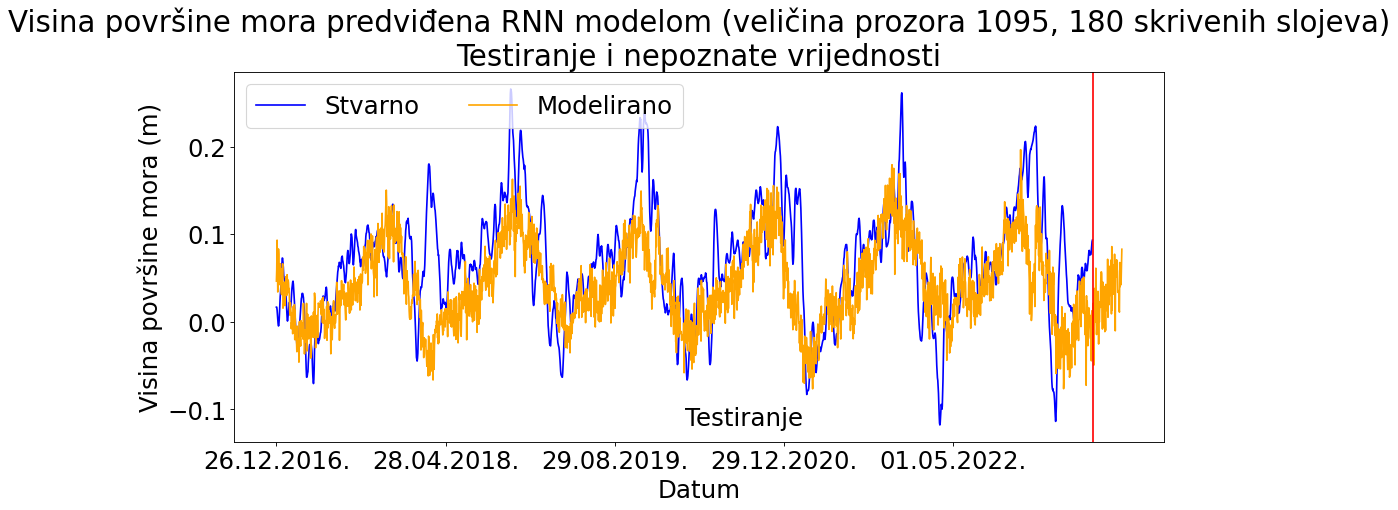 Visina površine mora predviđena RNN modelom (veličina prozora 1095, 180 skrivenih slojeva)
Testiranje i nepoznate vrijednosti
Stvarno
Modelirano
Visina površine mora (m)
0.2
0.1
0.0
−0.1
Testiranje
26.12.2016.
28.04.2018.
29.08.2019.
29.12.2020.
01.05.2022.
Datum